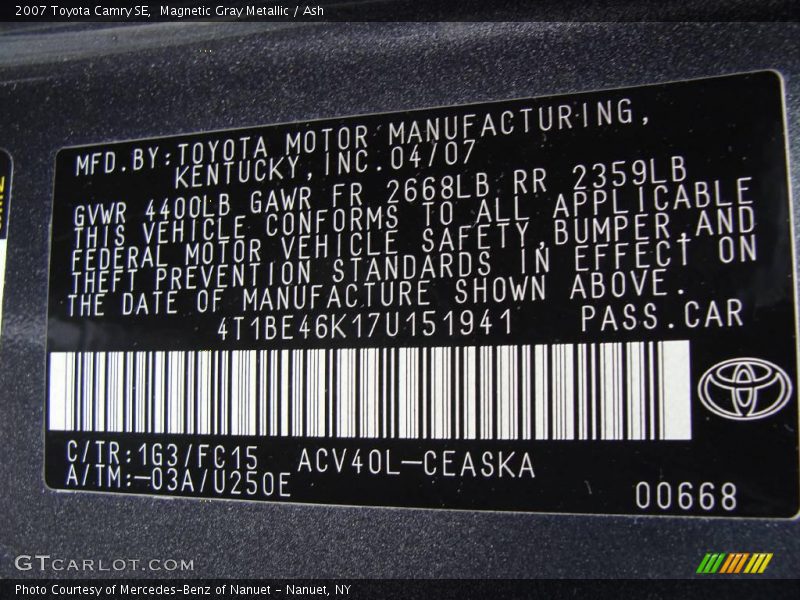 2007 Toyota Camry SE, Magnetic Gray Metallic / Ash
MFD.BY:TOYOTA MOTOR MANUFACTURING,
KENTUCKY,INC.04/07
GVWR 4400LB GAWR FR 2668LB RR 2359LB
THIS VEHICLE CONFORMS TO ALL APPLICABLE
FEDERAL MOTOR VEHICLE SAFETY,BUMPER,AND
THEFT PREVENTION STANDARDS IN EFFECT ON
THE DATE OF MANUFACTURE SHOWN ABOVE.
4T1BE46K17U151941 PASS.CAR
C/TR:1G3/FC15 ACV40L-CEASKA
A/TM:-03A/U250E
00668
GTCARLOT.COM
Photo Courtesy of Mercedes-Benz of Nanuet - Nanuet, NY